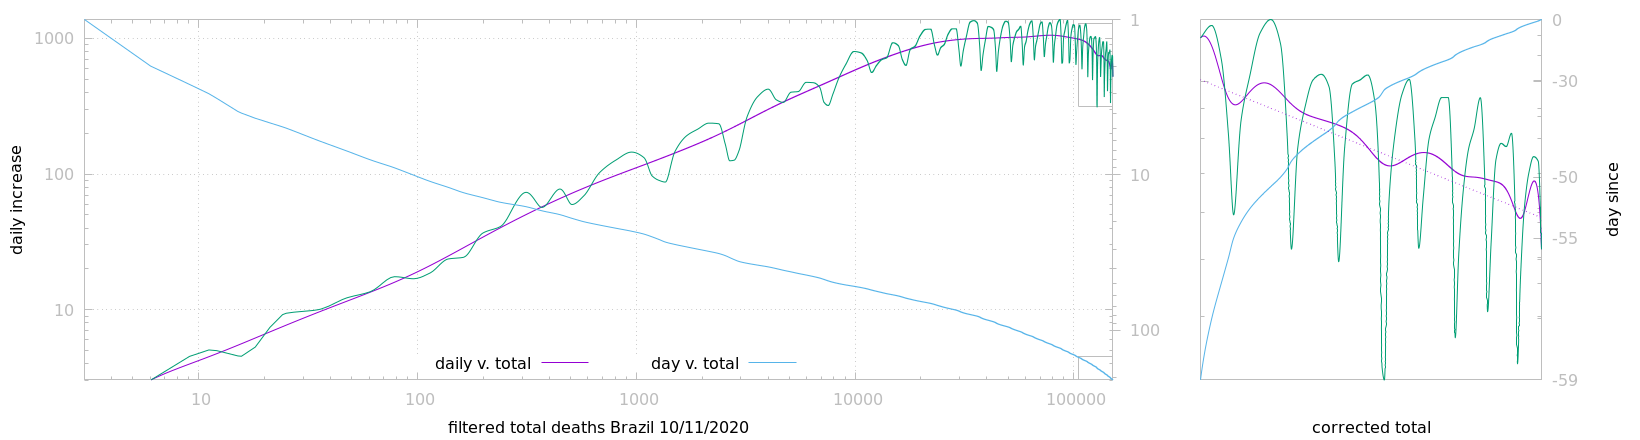 1000
100
10
daily increase
10
100
1000
10000
100000
daily v. total
day v. total
filtered total deaths Brazil 10/11/2020
1
10
100
0
-30
-50
-55
-59
day since
corrected total